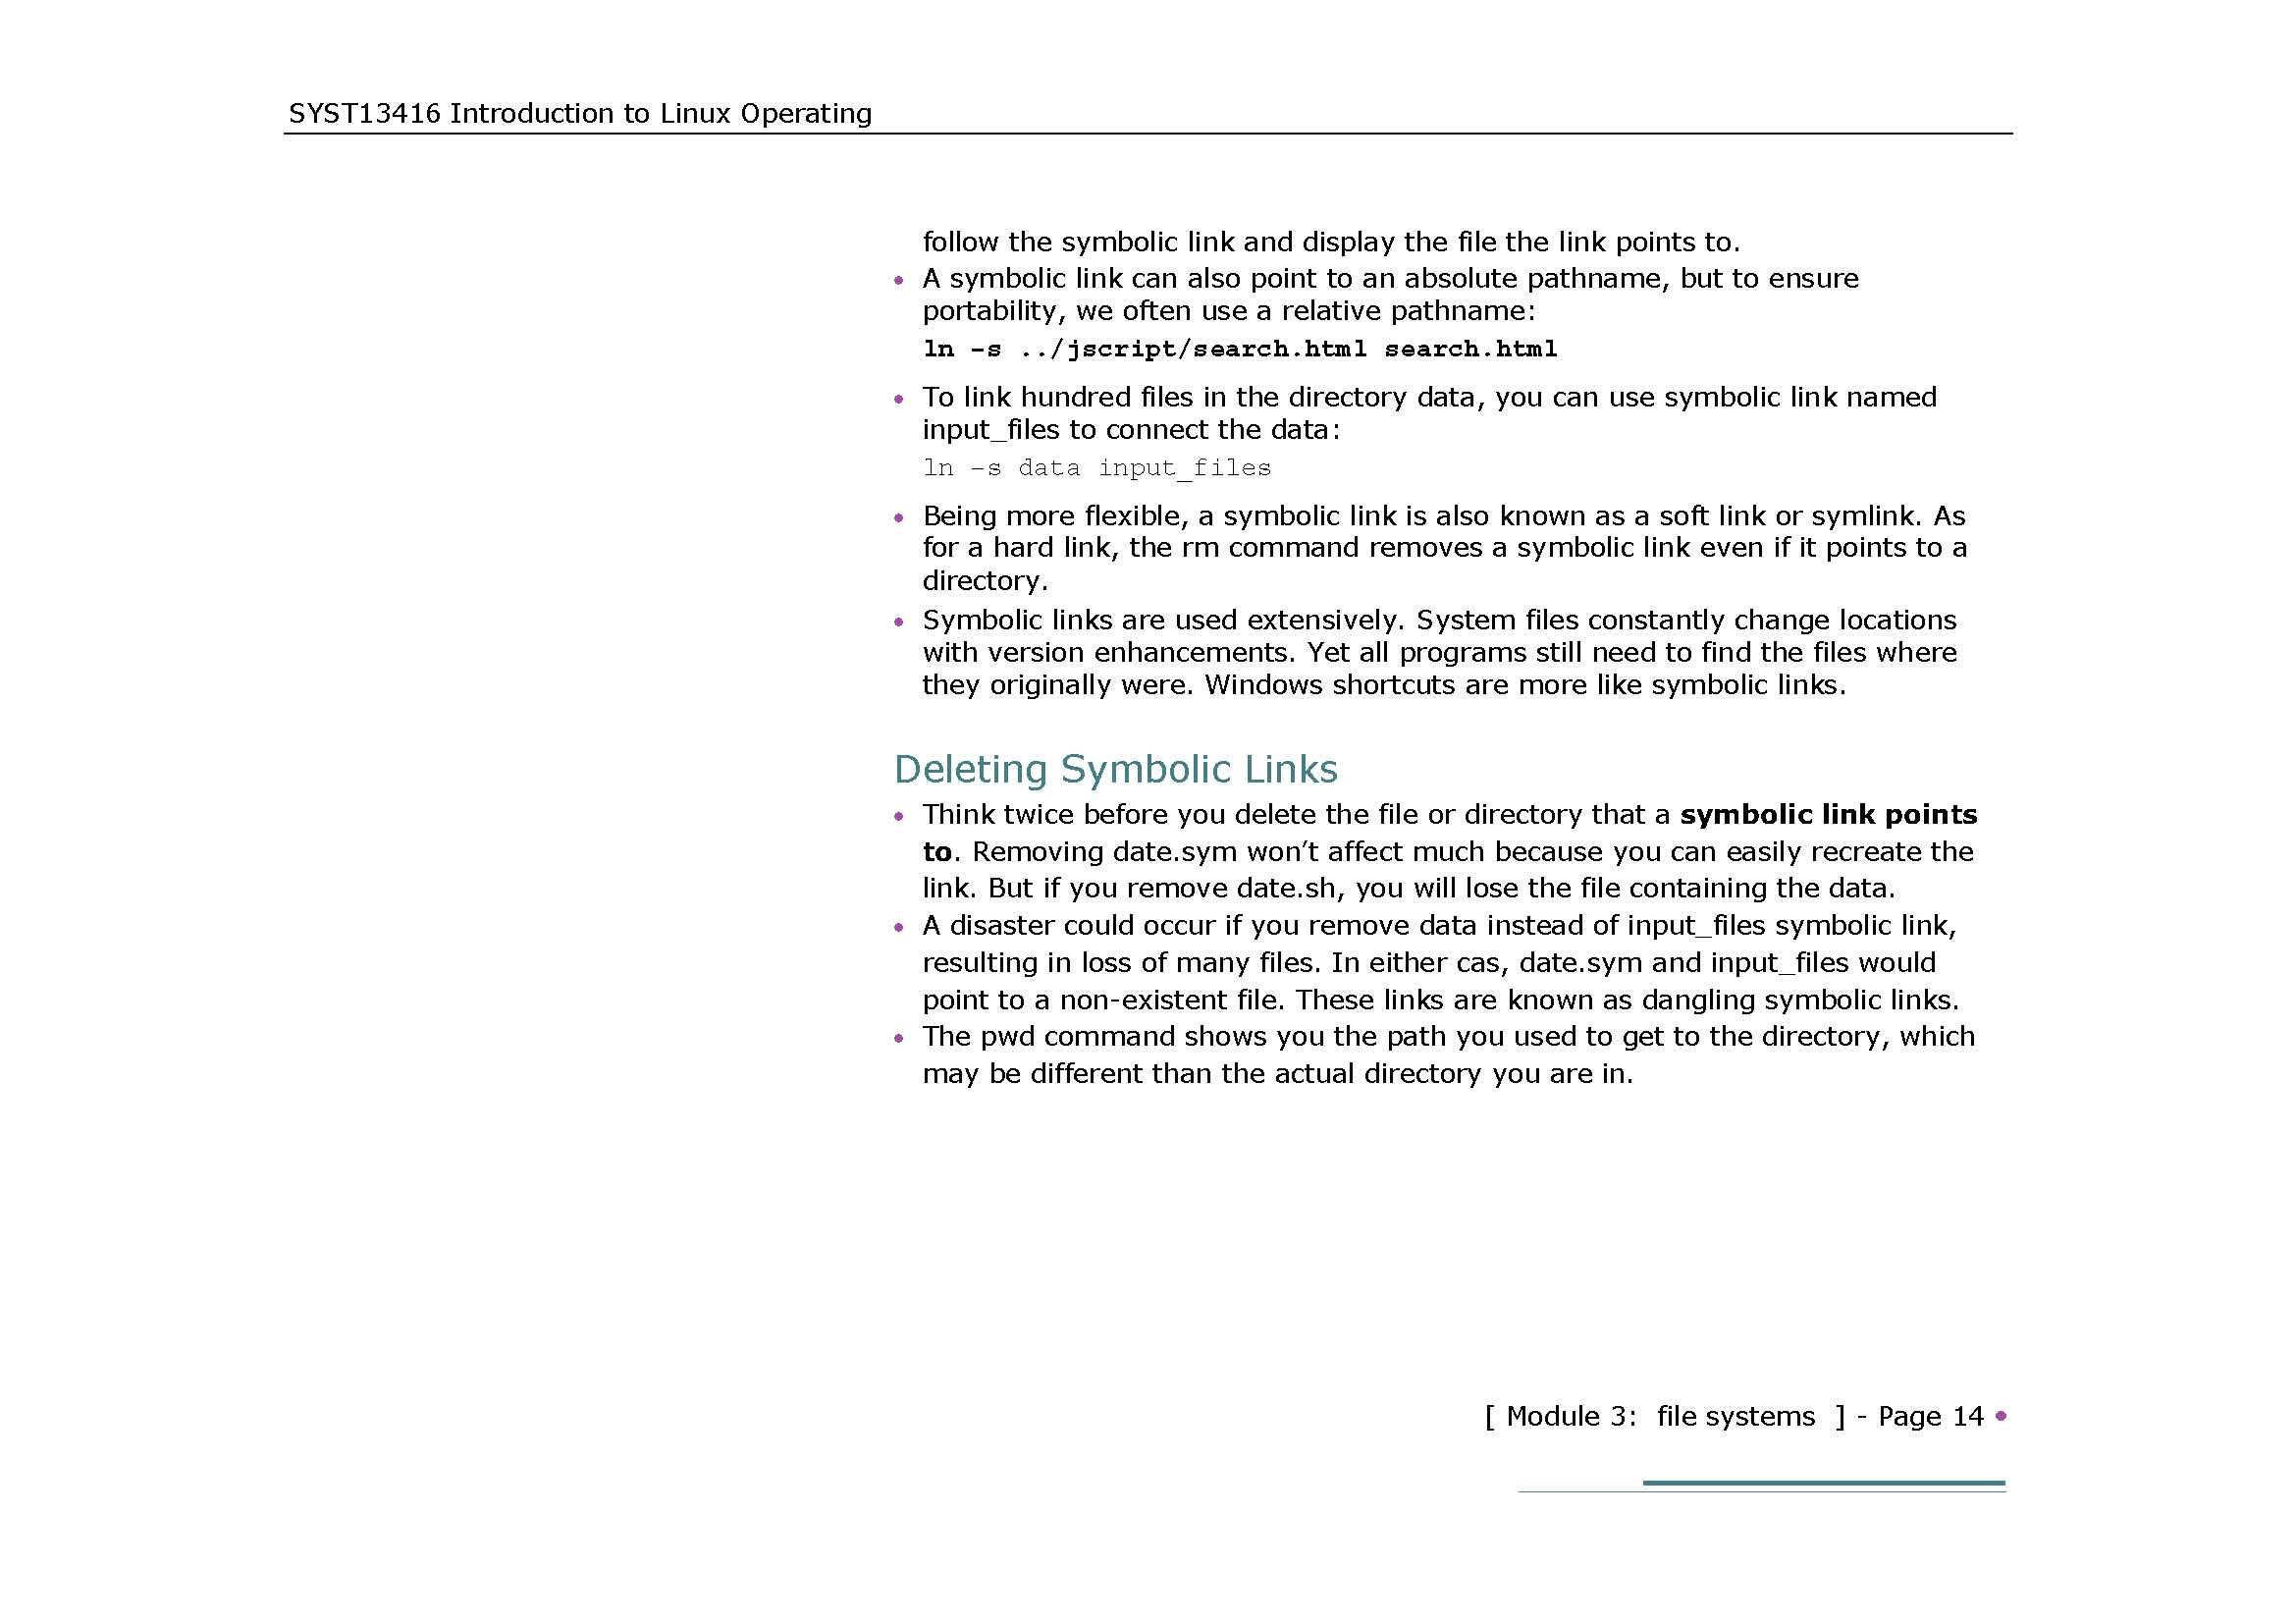 SYST13416 Introduction to Linux Operating
follow the symbolic link and display the file the link points to.
• A symbolic link can also point to an absolute pathname, but to ensure
portability, we often use a relative pathname:
ln –s ../jscript/search.html search.html
• To link hundred files in the directory data, you can use symbolic link named
input_files to connect the data:
ln –s data input_files
• Being more flexible, a symbolic link is also known as a soft link or symlink. As
for a hard link, the rm command removes a symbolic link even if it points to a
directory.
• Symbolic links are used extensively. System files constantly change locations
with version enhancements. Yet all programs still need to find the files where
they originally were. Windows shortcuts are more like symbolic links.
Deleting Symbolic Links
• Think twice before you delete the file or directory that a symbolic link points
to. Removing date.sym won’t affect much because you can easily recreate the
link. But if you remove date.sh, you will lose the file containing the data.
• A disaster could occur if you remove data instead of input_files symbolic link,
resulting in loss of many files. In either cas, date.sym and input_files would
point to a non-existent file. These links are known as dangling symbolic links.
• The pwd command shows you the path you used to get to the directory, which
may be different than the actual directory you are in.
[ Module 3:  file systems  ] - Page 14 •